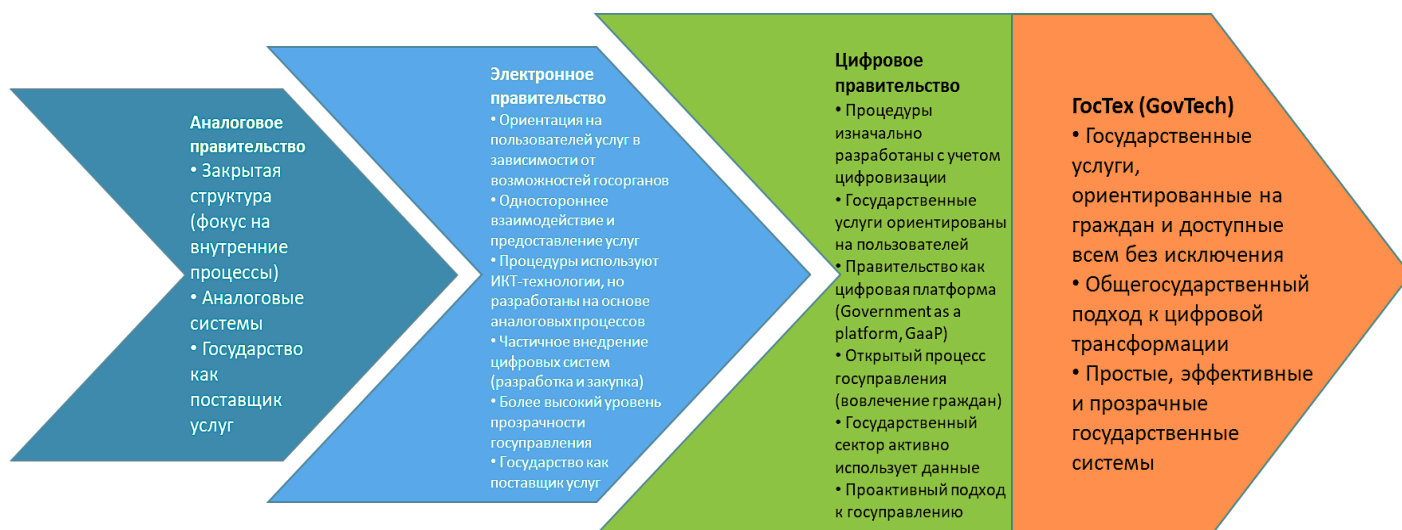 Аналоговое
правительство
• Закрытая
структура
(фокус на
внутренние
процессы)
• Аналоговые
системы
• Государство
как
поставщик
услуг
Электронное
правительство
• Ориентация на
пользователей услуг в
зависимости от
возможностей госорганов
• Одностороннее
взаимодействие и
предоставление услуг
• Процедуры используют
ИКТ-технологии, но
разработаны на основе
аналоговых процессов
• Частичное внедрение
цифровых систем
(разработка и закупка)
• Более высокий уровень
прозрачности
госуправления
• Государство как
поставщик услуг
Цифровое
правительство
• Процедуры
изначально
разработаны с учетом
цифровизации
• Государственные
услуги ориентированы
на пользователей
• Правительство как
цифровая платформа
(Government as a
platform, GaaP)
• Открытый процесс
госуправления
(вовлечение граждан)
• Государственный
сектор активно
использует данные
• Проактивный подход
к госуправлению
ГосТех (GovTech)
• Государственные
услуги,
ориентированные на
граждан и доступные
всем без исключения
• Общегосударственный
подход к цифровой
трансформации
• Простые, эффективные
и прозрачные
государственные
системы